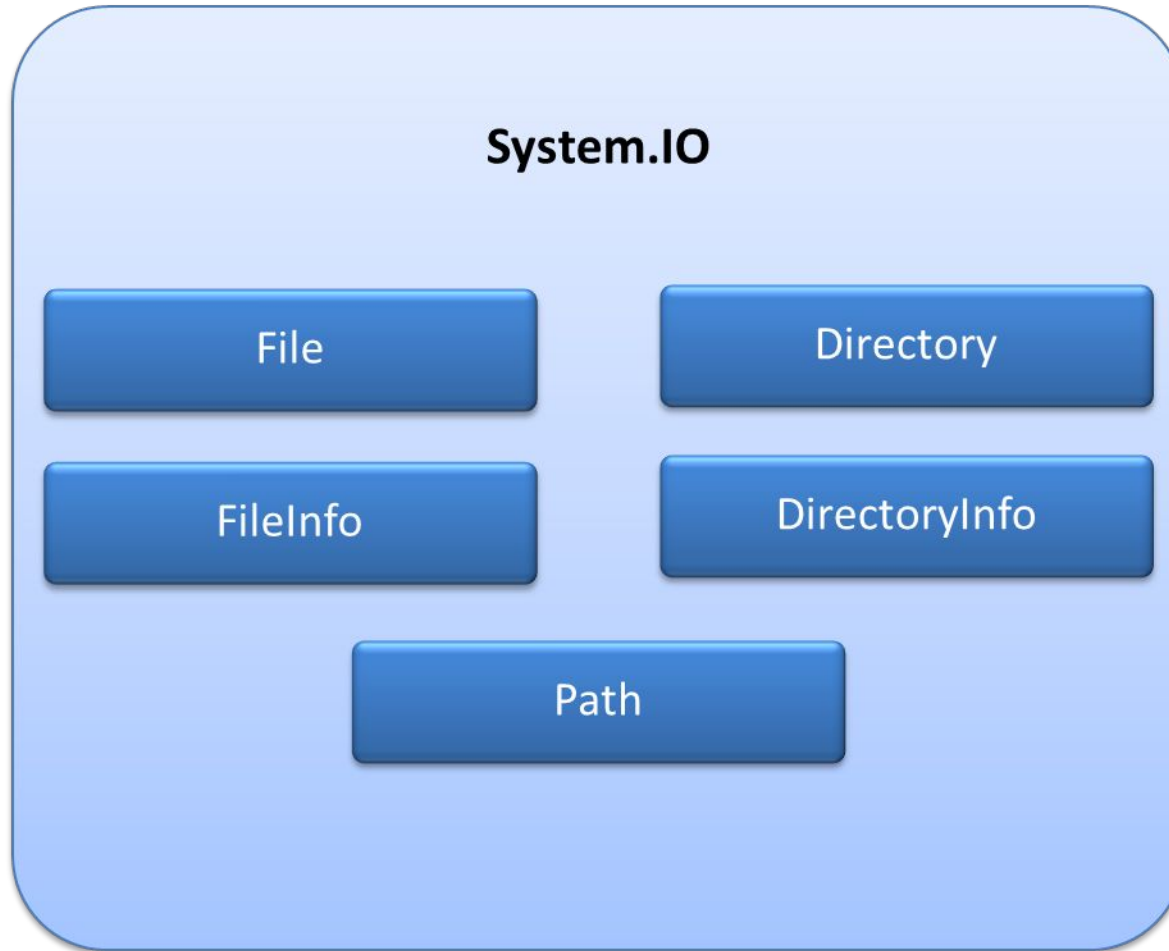 System.IO
File
Directory
FileInfo
DirectoryInfo
Path